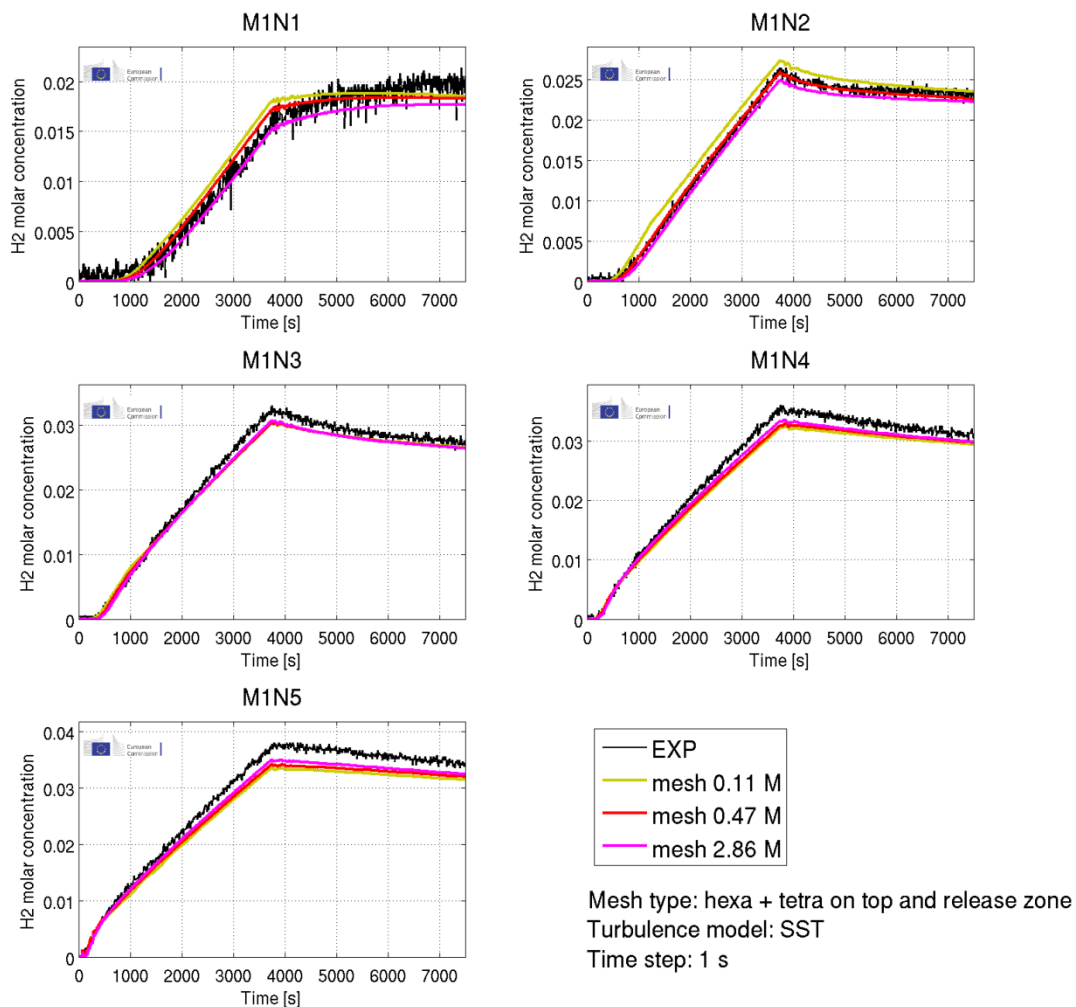 M1N1
M1N2
European
Commission
0.02
0.015
0.01
0.005
0
H2 molar concentration
0 1000 2000 3000 4000 5000 6000 7000
Time [s]
European
Commission
0.025
0.02
0.015
0.01
0.005
0
H2 molar concentration
0 1000 2000 3000 4000 5000 6000 7000
Time [s]
M1N3
M1N4
European
Commission
0.03
0.02
0.01
0
H2 molar concentration
0 1000 2000 3000 4000 5000 6000 7000
Time [s]
European
Commission
0.03
0.02
0.01
0
H2 molar concentration
0 1000 2000 3000 4000 5000 6000 7000
Time [s]
M1N5
European
Commission
0.04
0.03
0.02
0.01
0
H2 molar concentration
0 1000 2000 3000 4000 5000 6000 7000
Time [s]
EXP
mesh 0.11 M
mesh 0.47 M
mesh 2.86 M
Mesh type: hexa + tetra on top and release zone
Turbulence model: SST
Time step: 1 s